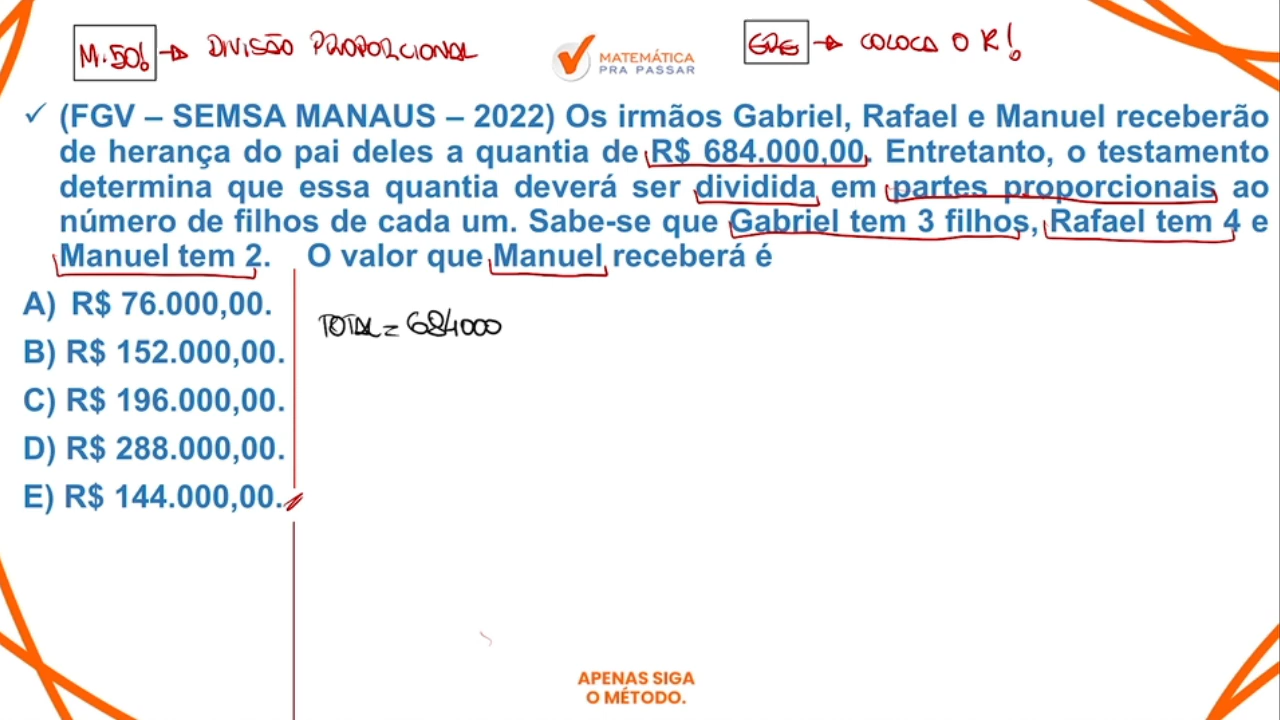 M.50! → DIVISÃO PROPORCIONAL
MATEMÁTICA
PRA PASSAR
→ COLOCA O K!
✓ (FGV – SEMSA MANAUS – 2022) Os irmãos Gabriel, Rafael e Manuel receberão
de herança do pai deles a quantia de R$ 684.000,00. Entretanto, o testamento
determina que essa quantia deverá ser dividida em partes proporcionais ao
número de filhos de cada um. Sabe-se que Gabriel tem 3 filhos, Rafael tem 4 e
Manuel tem 2. O valor que Manuel receberá é
A) R$ 76.000,00.
B) R$ 152.000,00.
C) R$ 196.000,00.
D) R$ 288.000,00.
E) R$ 144.000,00.
TOTAL = 684000
APENAS SIGA
O MÉTODO.